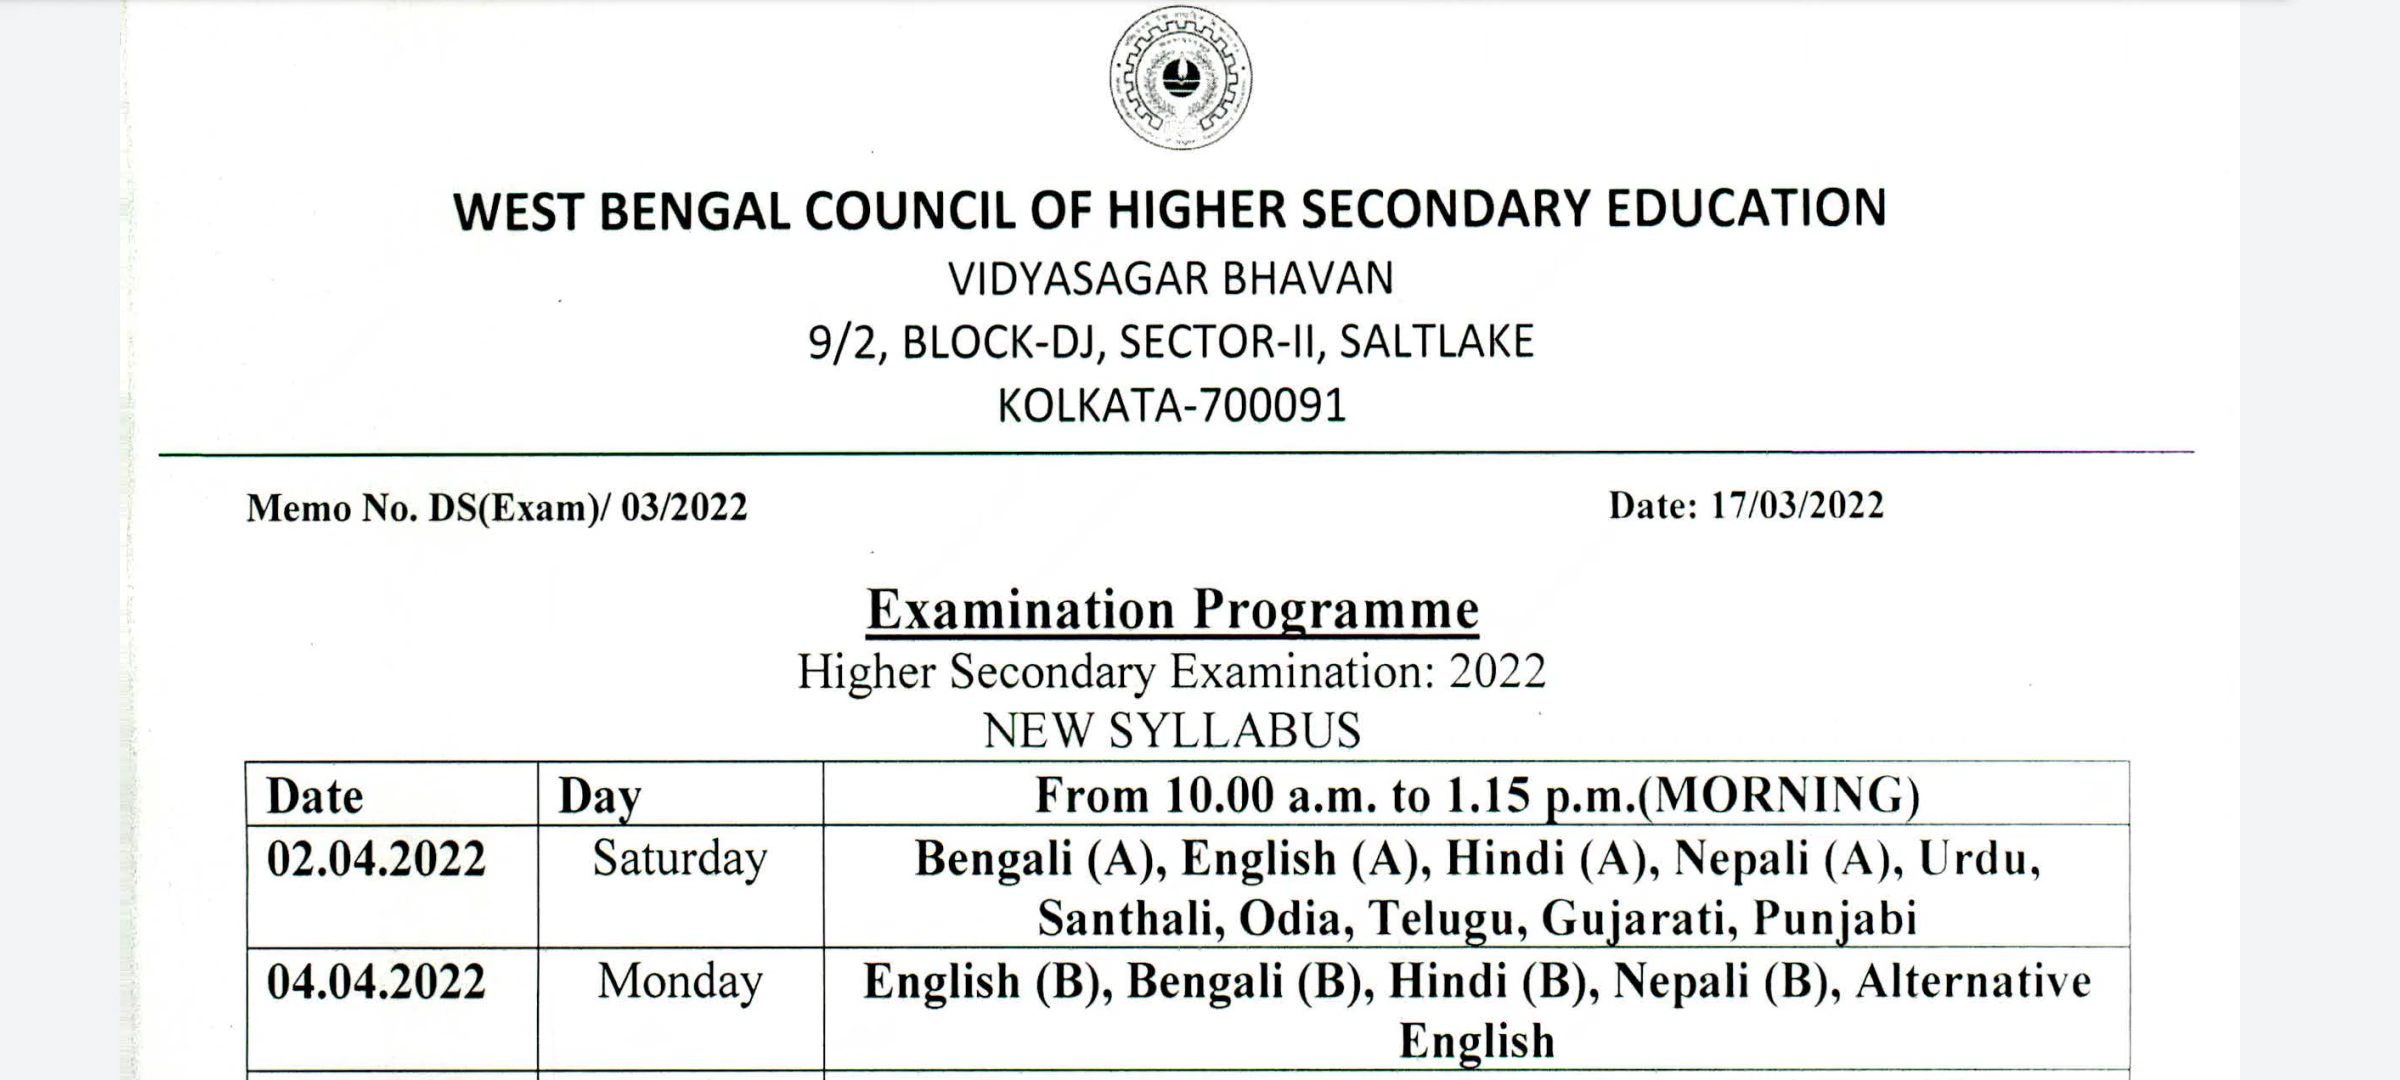 WEST BENGAL COUNCIL OF HIGHER SECONDARY EDUCATION
VIDYASAGAR BHAVAN
9/2, BLOCK-DJ, SECTOR-II, SALTLAKE
KOLKATA-700091
Memo No. DS(Exam)/ 03/2022 Date: 17/03/2022
Examination Programme
Higher Secondary Examination: 2022
NEW SYLLABUS
Date Day From 10.00 a.m. to 1.15 p.m.(MORNING)
02.04.2022 Saturday Bengali (A), English (A), Hindi (A), Nepali (A), Urdu,
Santhali, Odia, Telugu, Gujarati, Punjabi
04.04.2022 Monday English (B), Bengali (B), Hindi (B), Nepali (B), Alternative
English